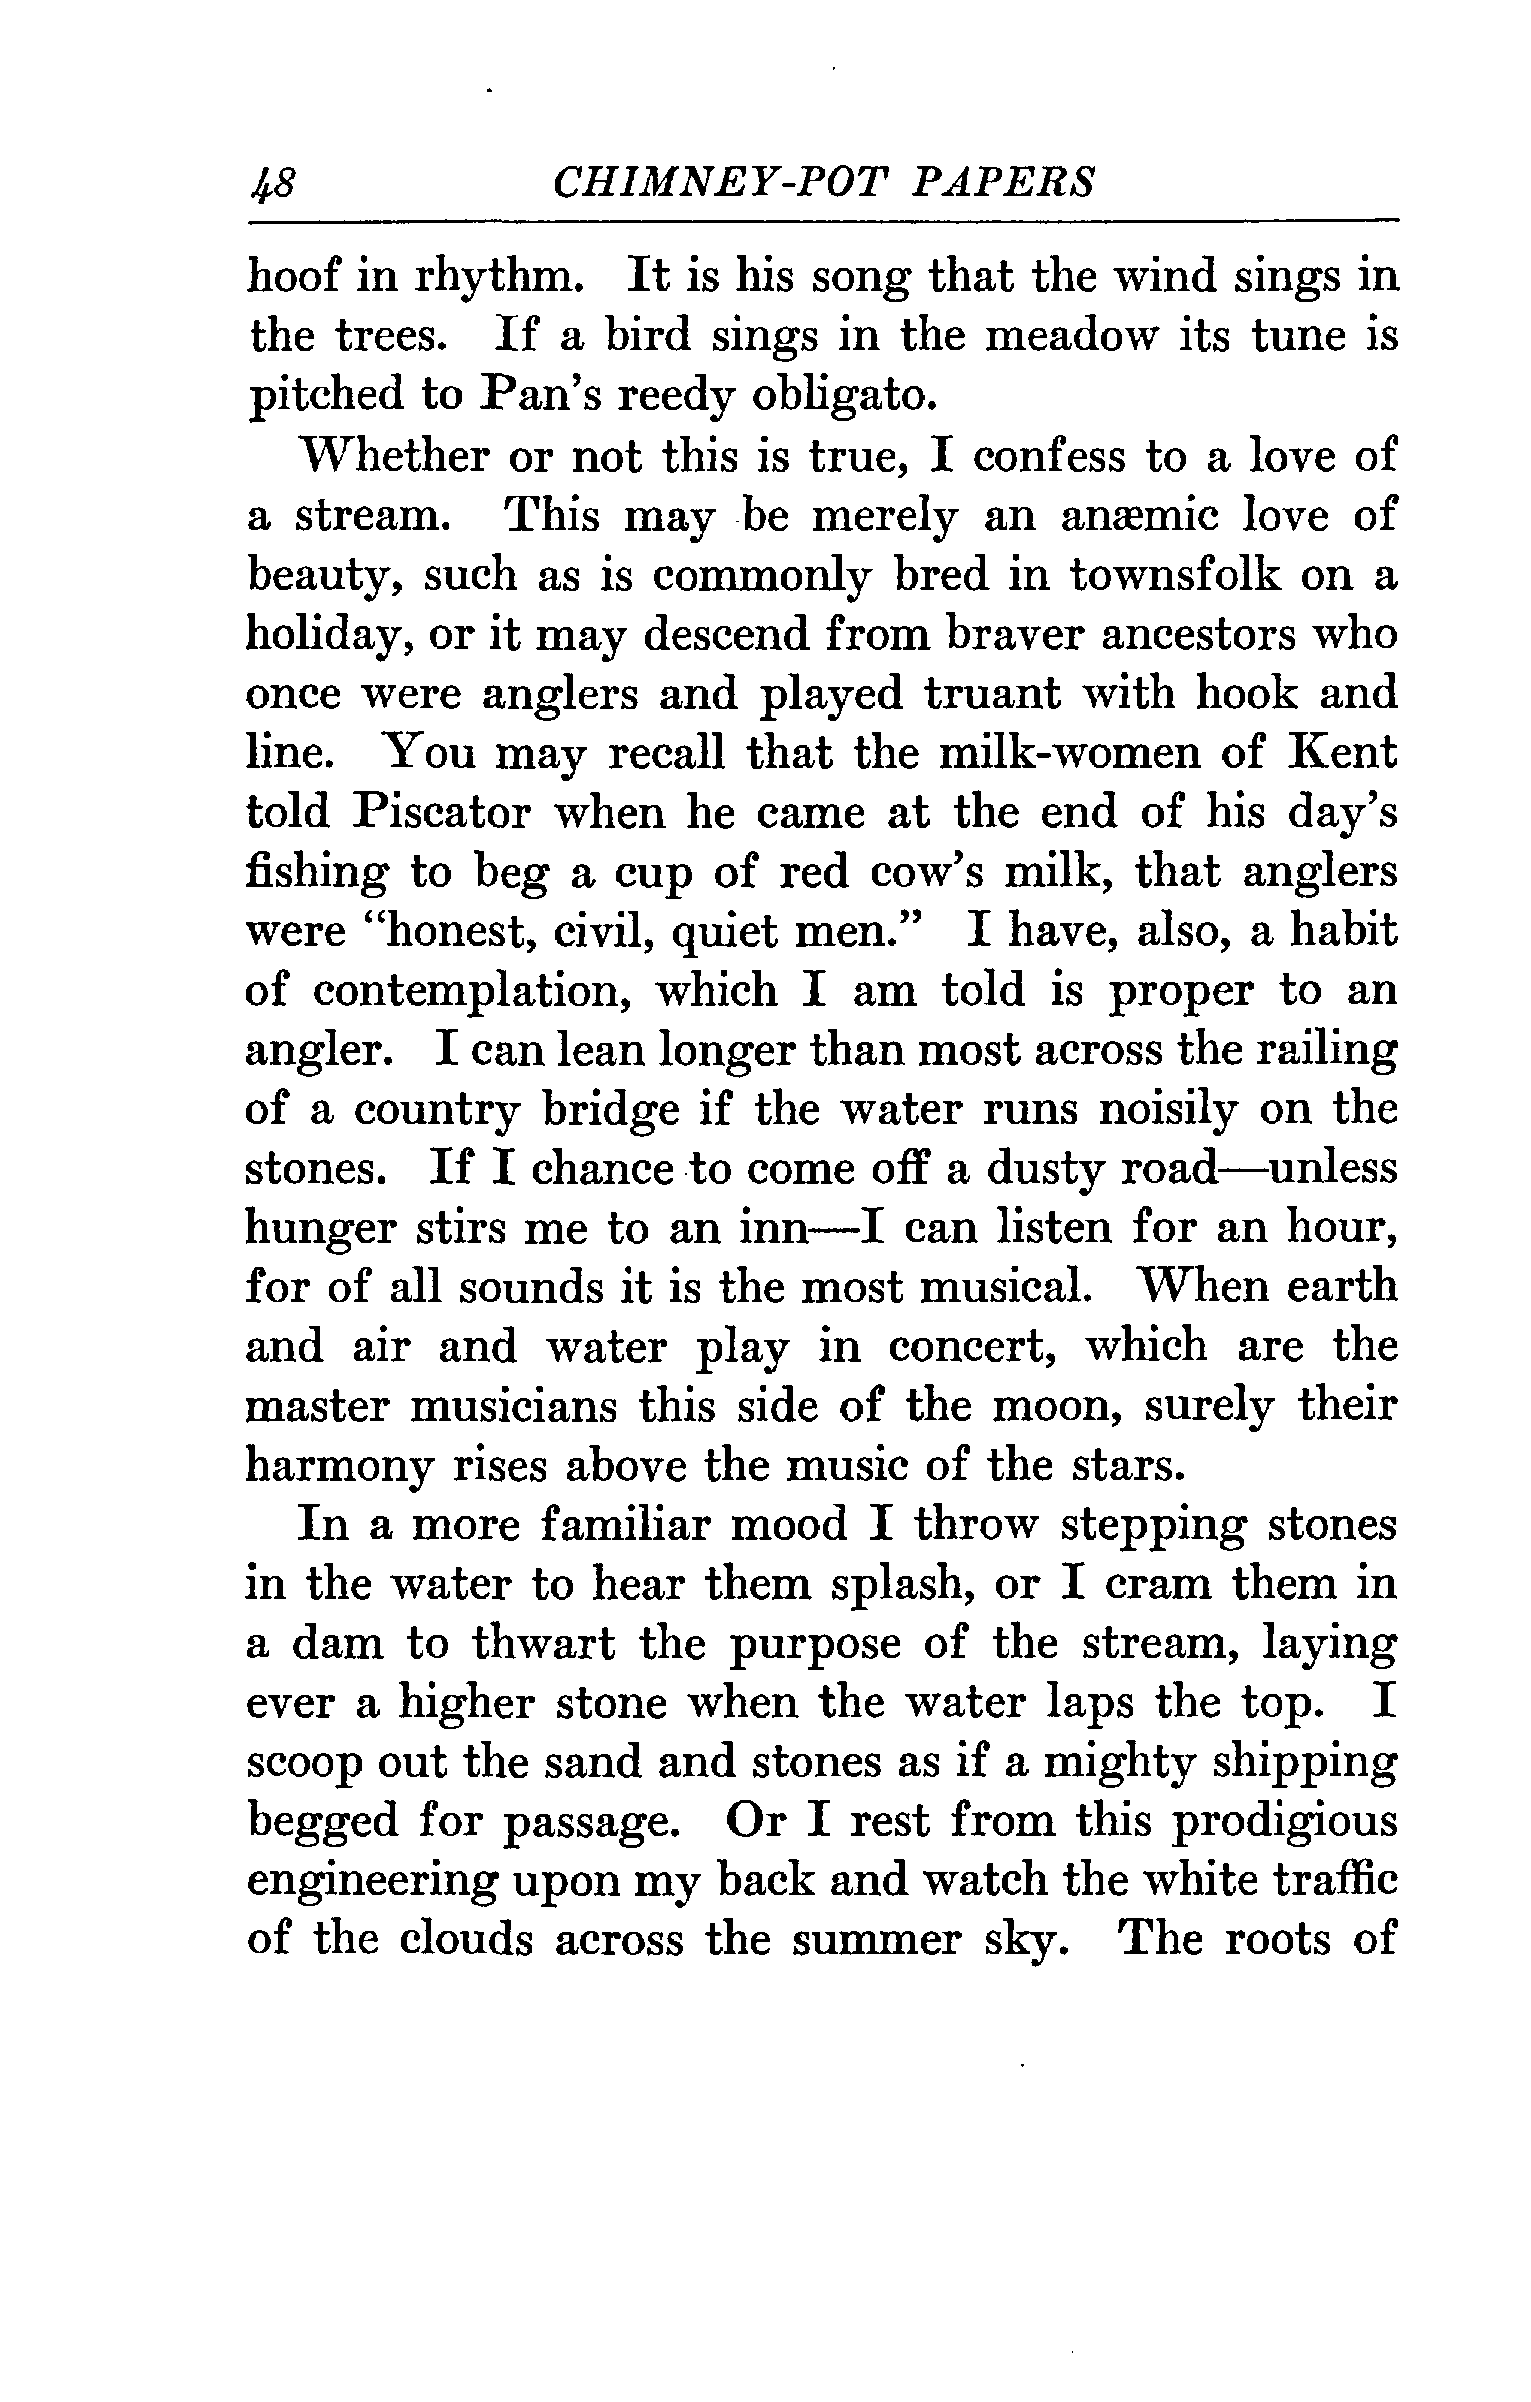 48 CHIMNEY-POT PAPERS
hoof in rhythm. It is his song that the wind sings in
the trees. If a bird sings in the meadow its tune is
pitched to Pan's reedy obligato.
Whether or not this is true, I confess to a love of
a stream. This may be merely an anæmic love of
beauty, such as is commonly bred in townsfolk on a
holiday, or it may descend from braver ancestors who
once were anglers and played truant with hook and
line. You may recall that the milk-women of Kent
told Piscator when he came at the end of his day's
fishing to beg a cup of red cow's milk, that anglers
were “honest, civil, quiet men.” I have, also, a habit
of contemplation, which I am told is proper to an
angler. I can lean longer than most across the railing
of a country bridge if the water runs noisily on the
stones. If I chance to come off a dusty road—unless
hunger stirs me to an inn—I can listen for an hour,
for of all sounds it is the most musical. When earth
and air and water play in concert, which are the
master musicians this side of the moon, surely their
harmony rises above the music of the stars.
In a more familiar mood I throw stepping stones
in the water to hear them splash, or I cram them in
a dam to thwart the purpose of the stream, laying
ever a higher stone when the water laps the top. I
scoop out the sand and stones as if a mighty shipping
begged for passage. Or I rest from this prodigious
engineering upon my back and watch the white traffic
of the clouds across the summer sky. The roots of